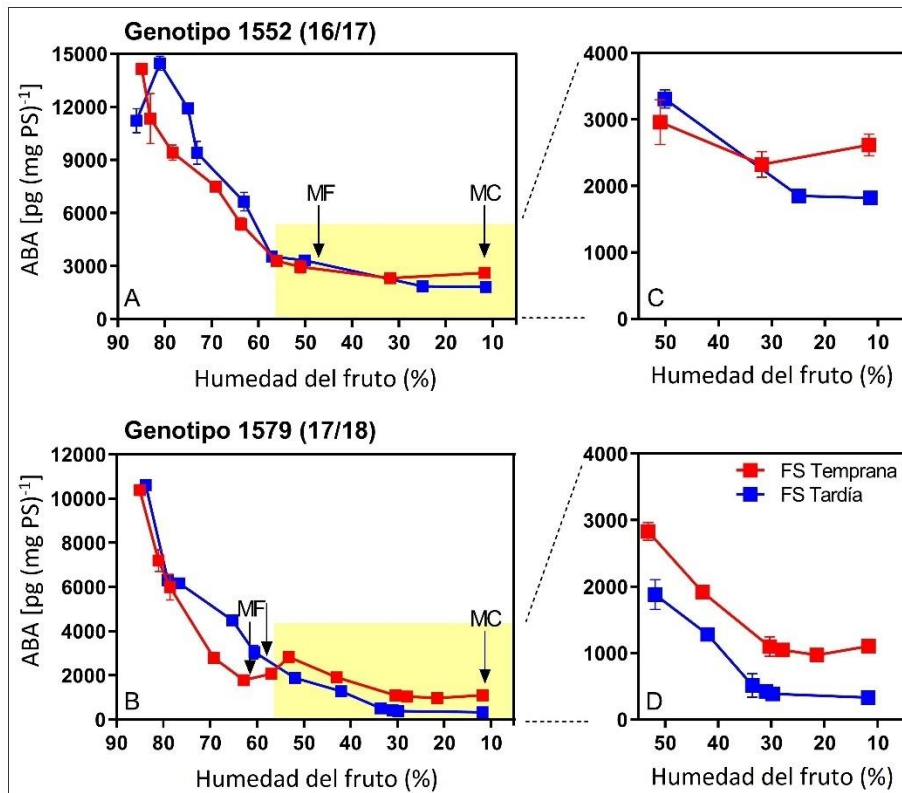 Genotipo 1552 (16/17)
ABA [pg (mg PS)⁻¹]
15000
12000
9000
6000
3000
0
MF
MC
A
90 80 70 60 50 40 30 20 10
Humedad del fruto (%)
4000
3000
2000
1000
0
C
50 40 30 20 10
Humedad del fruto (%)
Genotipo 1579 (17/18)
ABA [pg (mg PS)⁻¹]
12000
10000
8000
6000
4000
2000
0
MF
MC
B
90 80 70 60 50 40 30 20 10
Humedad del fruto (%)
4000
3000
2000
1000
0
FS Temprana
FS Tardía
D
50 40 30 20 10
Humedad del fruto (%)